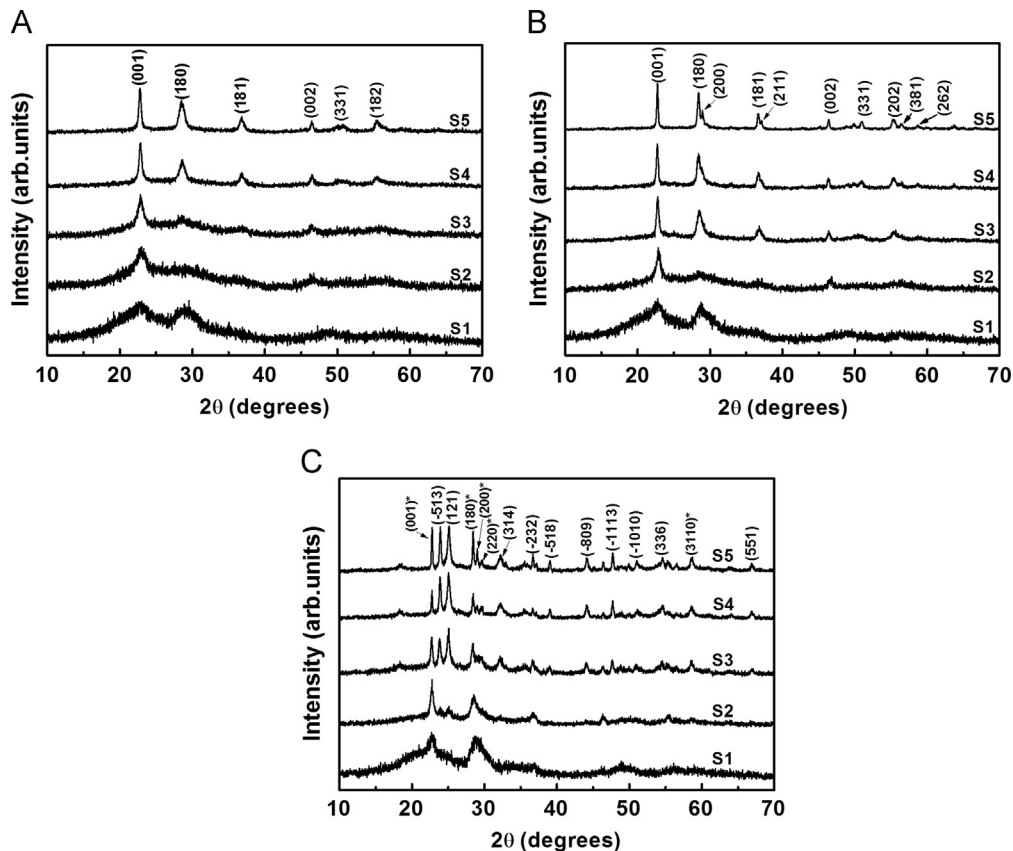 A
Intensity (arb.units)
(001)
(180)
(181)
(002)
(331)
(182)
S5
S4
S3
S2
S1
10 20 30 40 50 60 70
2θ (degrees)
B
Intensity (arb.units)
(001)
(180)
(200)
(181)
(211)
(002)
(331)
(202)
(381)
(262)
S5
S4
S3
S2
S1
10 20 30 40 50 60 70
2θ (degrees)
C
Intensity (arb.units)
(001)*
(-513)
(121)
(180)*
(200)*
(220)*
(314)
(-232)
(-518)
(-809)
(-1113)
(-1010)
(336)
(3110)*
(551)
S5
S4
S3
S2
S1
10 20 30 40 50 60 70
2θ (degrees)